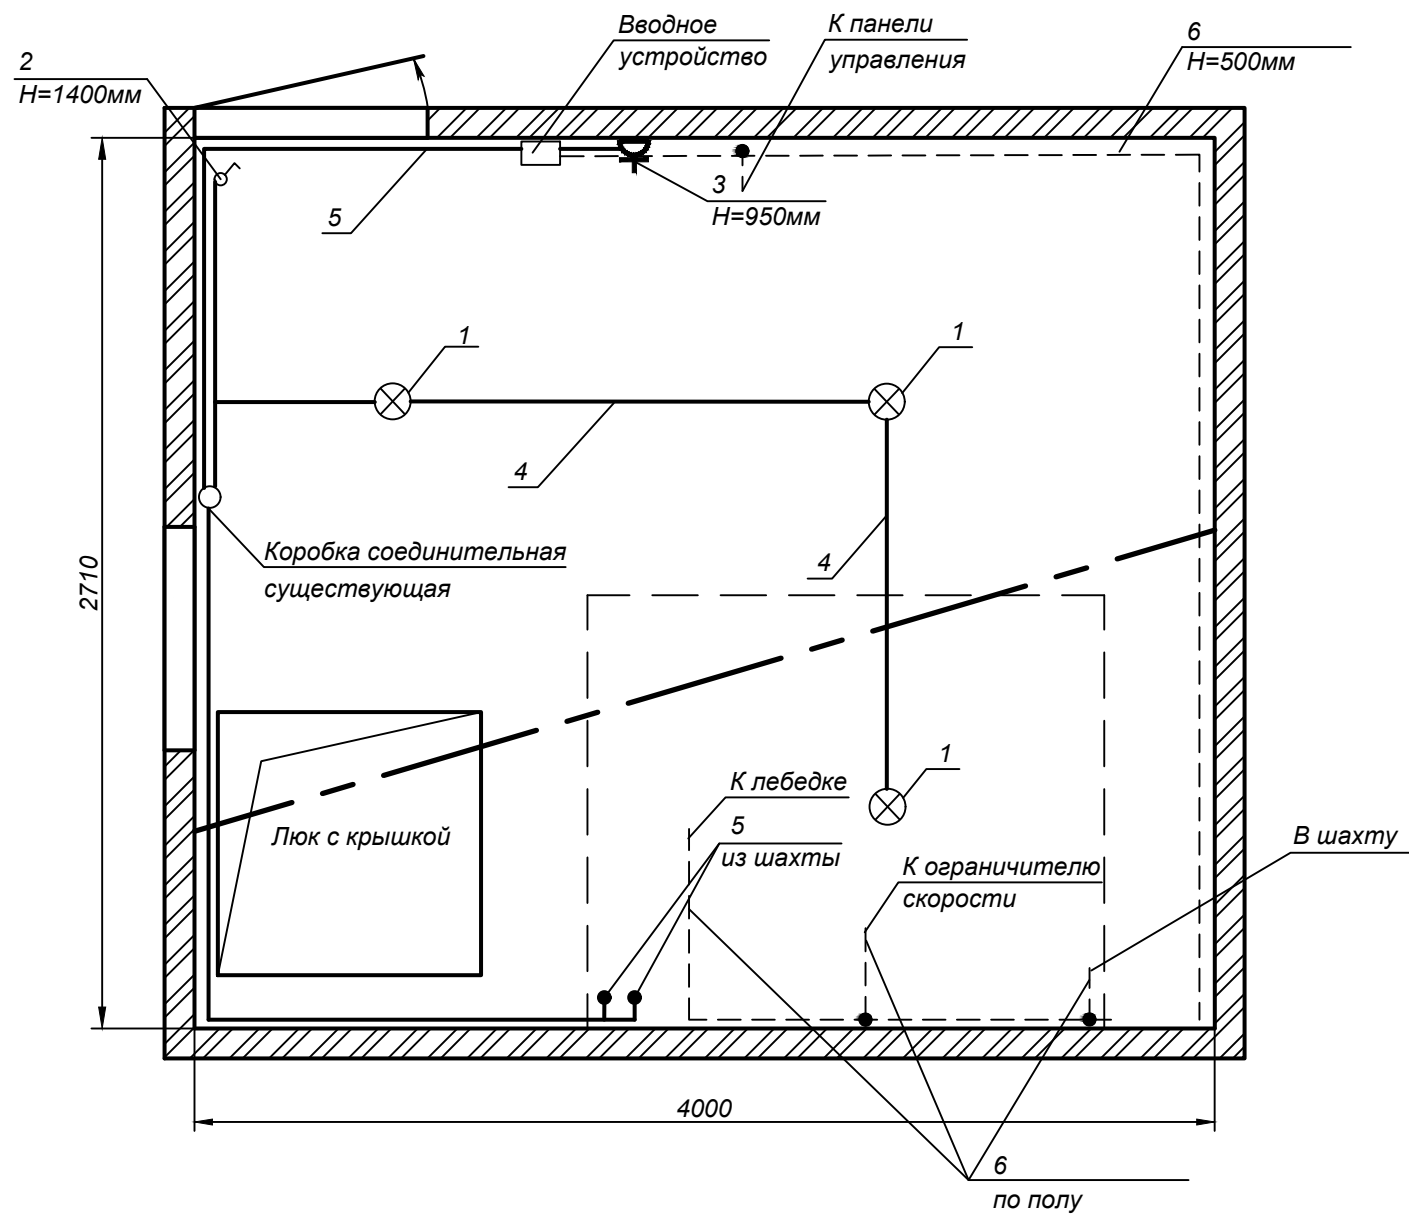 Вводное
устройство
К панели
управления
6
Н=500мм
2
Н=1400мм
3
Н=950мм
5
1
1
4
Коробка соединительная
существующая
4
2710
1
К лебедке
5
из шахты
Люк с крышкой
В шахту
К ограничителю
скорости
4000
6
по полу